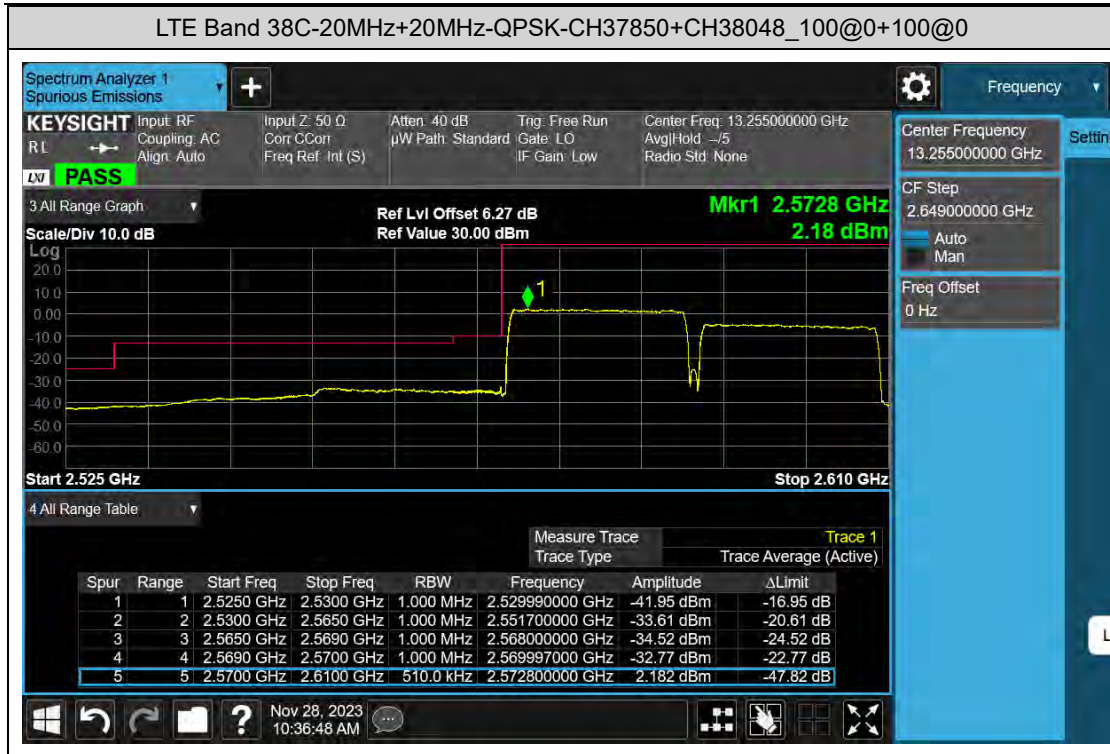 LTE Band 38C-20MHz+20MHz-QPSK-CH37850+CH38048_100@0+100@0
Spectrum Analyzer 1
Spurious Emissions
+
Frequency
KEYSIGHT
RL
LXI PASS
Input: RF
Coupling: AC
Align: Auto
Input Z: 50 Ω
Corr CCorr
Freq Ref: Int (S)
Atten: 40 dB
µW Path: Standard
Trig: Free Run
Gate: LO
IF Gain: Low
Center Freq: 13.255000000 GHz
Avg|Hold: --/5
Radio Std: None
Center Frequency
13.255000000 GHz
Settin
CF Step
2.649000000 GHz
Auto
Man
Freq Offset
0 Hz
3 All Range Graph
Scale/Div 10.0 dB
Ref Lvl Offset 6.27 dB
Ref Value 30.00 dBm
Mkr1 2.5728 GHz
2.18 dBm
Log
20.0
10.0
0.00
-10.0
-20.0
-30.0
-40.0
-50.0
-60.0
1
Start 2.525 GHz
Stop 2.610 GHz
4 All Range Table
Measure Trace Trace 1
Trace Type Trace Average (Active)
Spur Range Start Freq Stop Freq RBW Frequency Amplitude ΔLimit
1 1 2.5250 GHz 2.5300 GHz 1.000 MHz 2.529990000 GHz -41.95 dBm -16.95 dB
2 2 2.5300 GHz 2.5650 GHz 1.000 MHz 2.551700000 GHz -33.61 dBm -20.61 dB
3 3 2.5650 GHz 2.5690 GHz 1.000 MHz 2.568000000 GHz -34.52 dBm -24.52 dB
4 4 2.5690 GHz 2.5700 GHz 1.000 MHz 2.569997000 GHz -32.77 dBm -22.77 dB
5 5 2.5700 GHz 2.6100 GHz 510.0 kHz 2.572800000 GHz 2.182 dBm -47.82 dB
L
?
Nov 28, 2023
10:36:48 AM